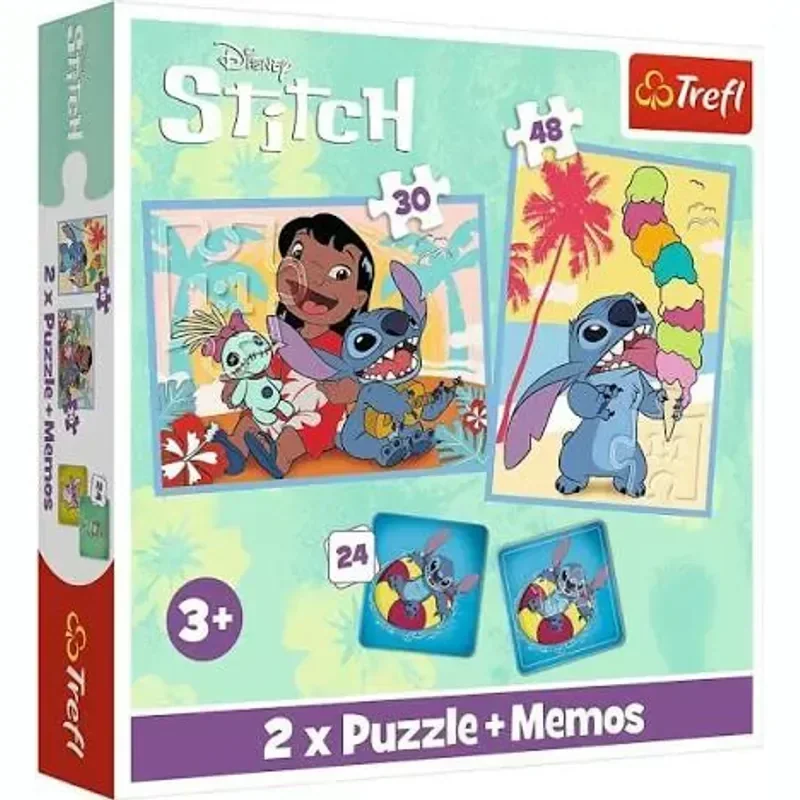 Disney
STITCH
Trefl
48
30
24
3+
2 x Puzzle + Memos
STITCH
2 x Puzzle + Memos
24
Trefl